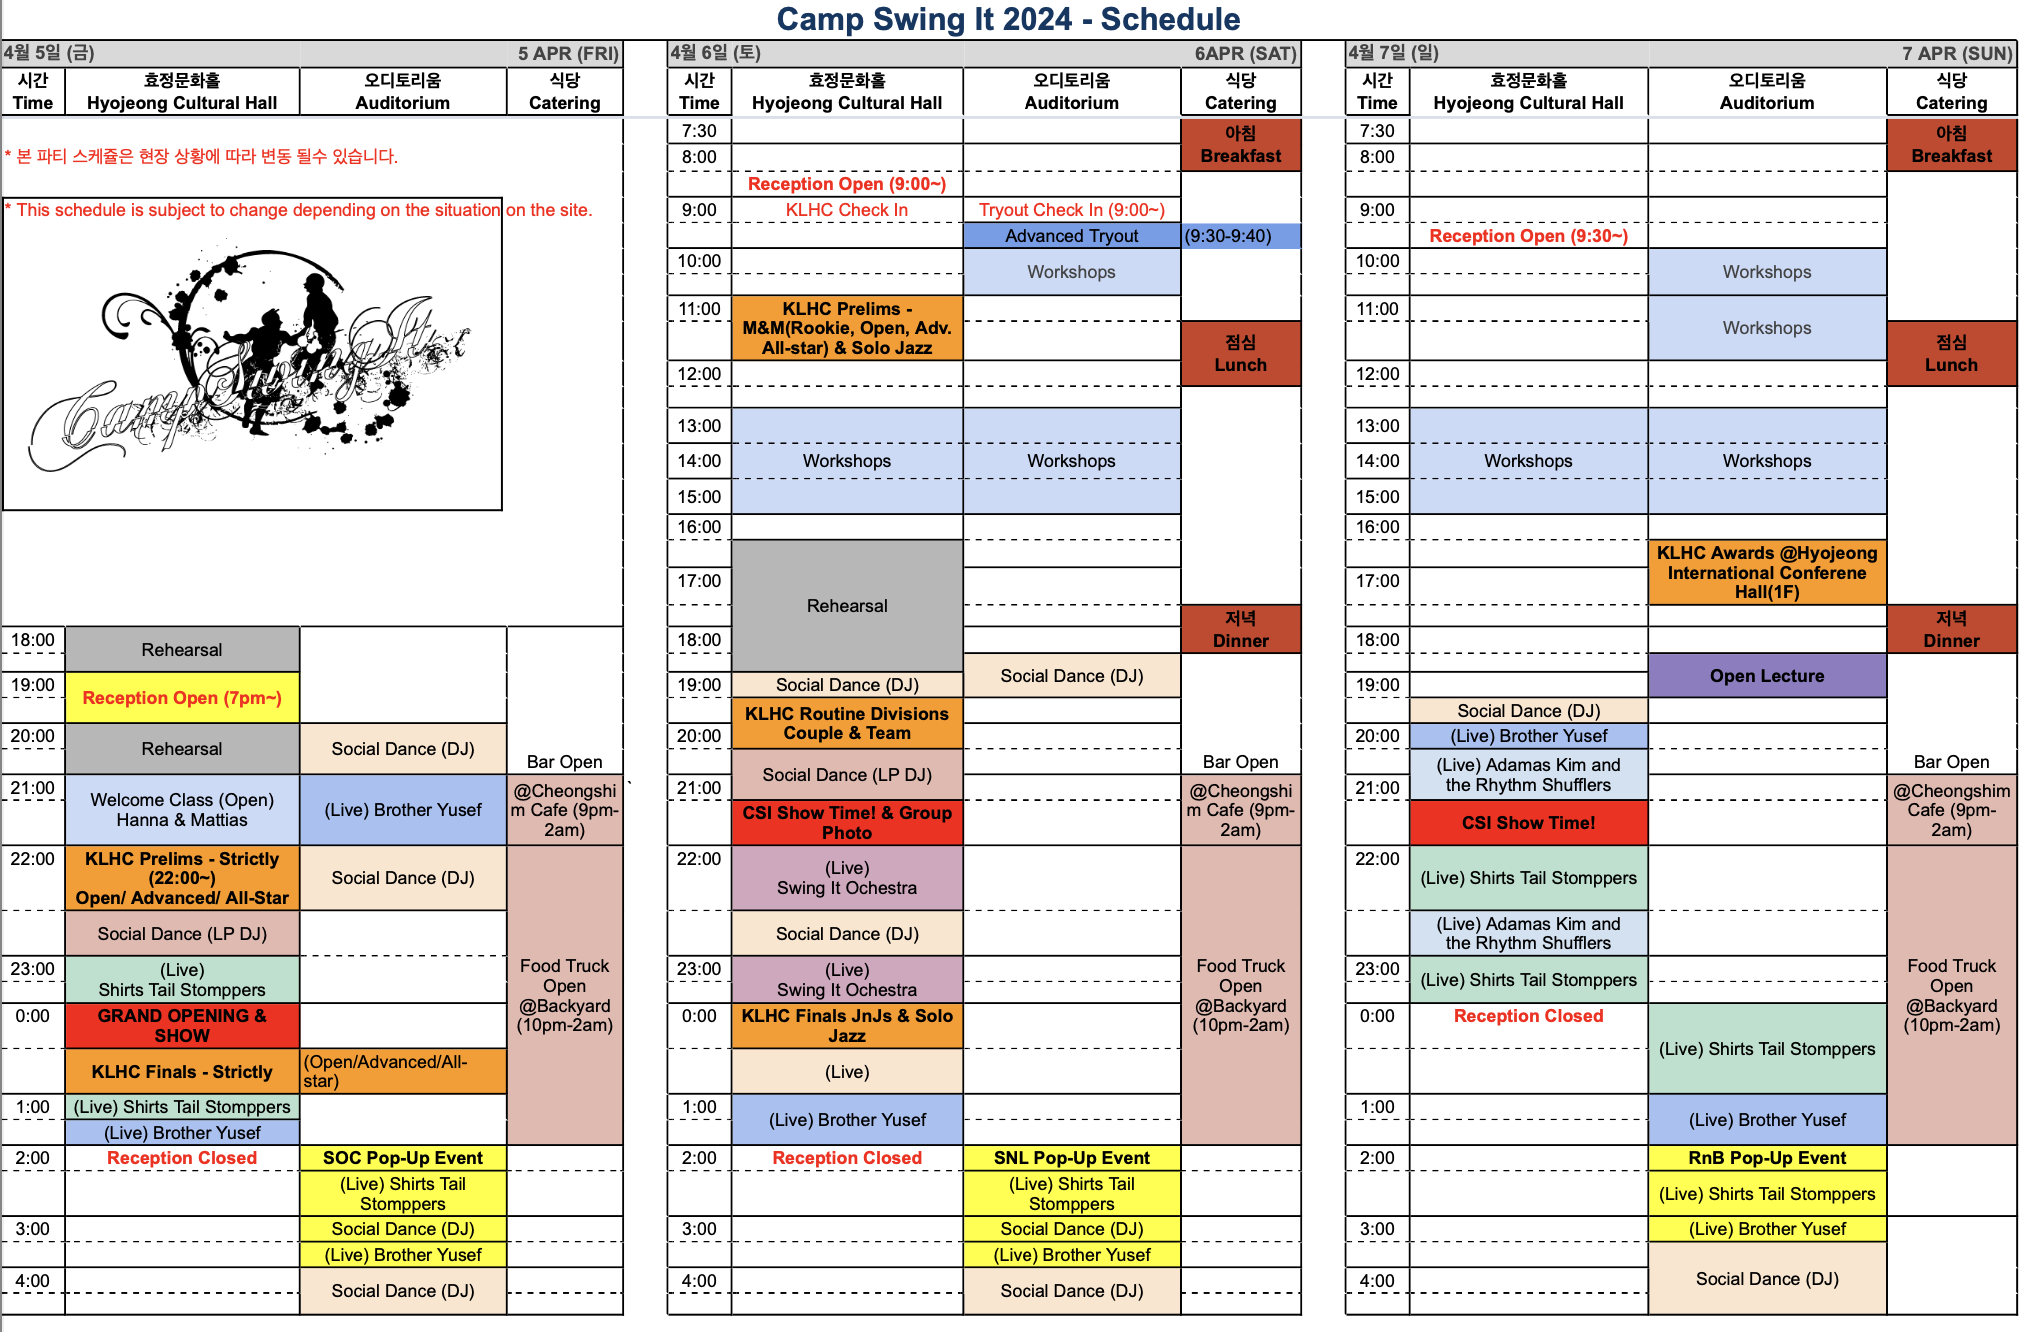 Camp Swing It 2024 - Schedule
4월 5일 (금)
5 APR (FRI)
시간
Time
효정문화홀
Hyojeong Cultural Hall
오디토리움
Auditorium
식당
Catering
* 본 파티 스케쥴은 현장 상황에 따라 변동 될수 있습니다.
* This schedule is subject to change depending on the situation on the site.
Camp Swing It
18:00
Rehearsal
19:00
Reception Open (7pm~)
20:00
Rehearsal
Social Dance (DJ)
Bar Open
21:00
Welcome Class (Open)
Hanna & Mattias
(Live) Brother Yusef
@Cheongshi
m Cafe (9pm-
2am)
`
22:00
KLHC Prelims - Strictly
(22:00~)
Open/ Advanced/ All-Star
Social Dance (DJ)
Social Dance (LP DJ)
23:00
(Live)
Shirts Tail Stomppers
Food Truck
Open
@Backyard
(10pm-2am)
0:00
GRAND OPENING &
SHOW
KLHC Finals - Strictly
(Open/Advanced/All-
star)
1:00
(Live) Shirts Tail Stomppers
(Live) Brother Yusef
2:00
Reception Closed
SOC Pop-Up Event
(Live) Shirts Tail
Stomppers
3:00
Social Dance (DJ)
(Live) Brother Yusef
4:00
Social Dance (DJ)
4월 6일 (토)
6APR (SAT)
시간
Time
효정문화홀
Hyojeong Cultural Hall
오디토리움
Auditorium
식당
Catering
7:30
아침
8:00
Breakfast
Reception Open (9:00~)
9:00
KLHC Check In
Tryout Check In (9:00~)
Advanced Tryout
(9:30-9:40)
10:00
Workshops
11:00
KLHC Prelims -
M&M(Rookie, Open, Adv.
All-star) & Solo Jazz
점심
Lunch
12:00
13:00
14:00
Workshops
Workshops
15:00
16:00
17:00
Rehearsal
저녁
Dinner
18:00
Social Dance (DJ)
19:00
Social Dance (DJ)
KLHC Routine Divisions
Couple & Team
20:00
Bar Open
Social Dance (LP DJ)
21:00
@Cheongshi
m Cafe (9pm-
2am)
CSI Show Time! & Group
Photo
22:00
(Live)
Swing It Ochestra
Social Dance (DJ)
23:00
(Live)
Swing It Ochestra
Food Truck
Open
@Backyard
(10pm-2am)
0:00
KLHC Finals JnJs & Solo
Jazz
(Live)
1:00
(Live) Brother Yusef
2:00
Reception Closed
SNL Pop-Up Event
(Live) Shirts Tail
Stomppers
3:00
Social Dance (DJ)
(Live) Brother Yusef
4:00
Social Dance (DJ)
4월 7일 (일)
7 APR (SUN)
시간
Time
효정문화홀
Hyojeong Cultural Hall
오디토리움
Auditorium
식당
Catering
7:30
아침
8:00
Breakfast
9:00
Reception Open (9:30~)
10:00
Workshops
11:00
Workshops
점심
Lunch
12:00
13:00
14:00
Workshops
Workshops
15:00
16:00
KLHC Awards @Hyojeong
International Conferene
Hall(1F)
17:00
저녁
Dinner
18:00
Open Lecture
19:00
Social Dance (DJ)
20:00
(Live) Brother Yusef
Bar Open
(Live) Adamas Kim and
the Rhythm Shufflers
21:00
@Cheongshim
Cafe (9pm-
2am)
CSI Show Time!
22:00
(Live) Shirts Tail Stomppers
(Live) Adamas Kim and
the Rhythm Shufflers
23:00
(Live) Shirts Tail Stomppers
Food Truck
Open
@Backyard
(10pm-2am)
0:00
Reception Closed
(Live) Shirts Tail Stomppers
1:00
(Live) Brother Yusef
2:00
RnB Pop-Up Event
(Live) Shirts Tail Stomppers
3:00
(Live) Brother Yusef
4:00
Social Dance (DJ)